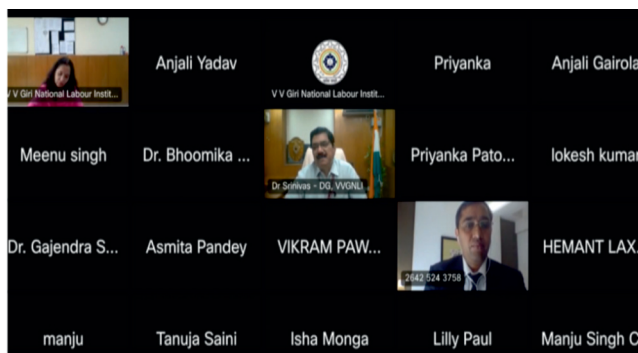 V V Giri National Labour Instit...
Anjali Yadav
V V Giri National Labour Instit...
Priyanka
Anjali Gairola
Meenu singh
Dr. Bhoomika ...
Dr Srinivas - DG, VVGNLI
Priyanka Pato...
lokesh kumar
Dr. Gajendra S...
Asmita Pandey
VIKRAM PAW...
2642 524 3758
HEMANT LAX.
manju
Tanuja Saini
Isha Monga
Lilly Paul
Manju Singh C